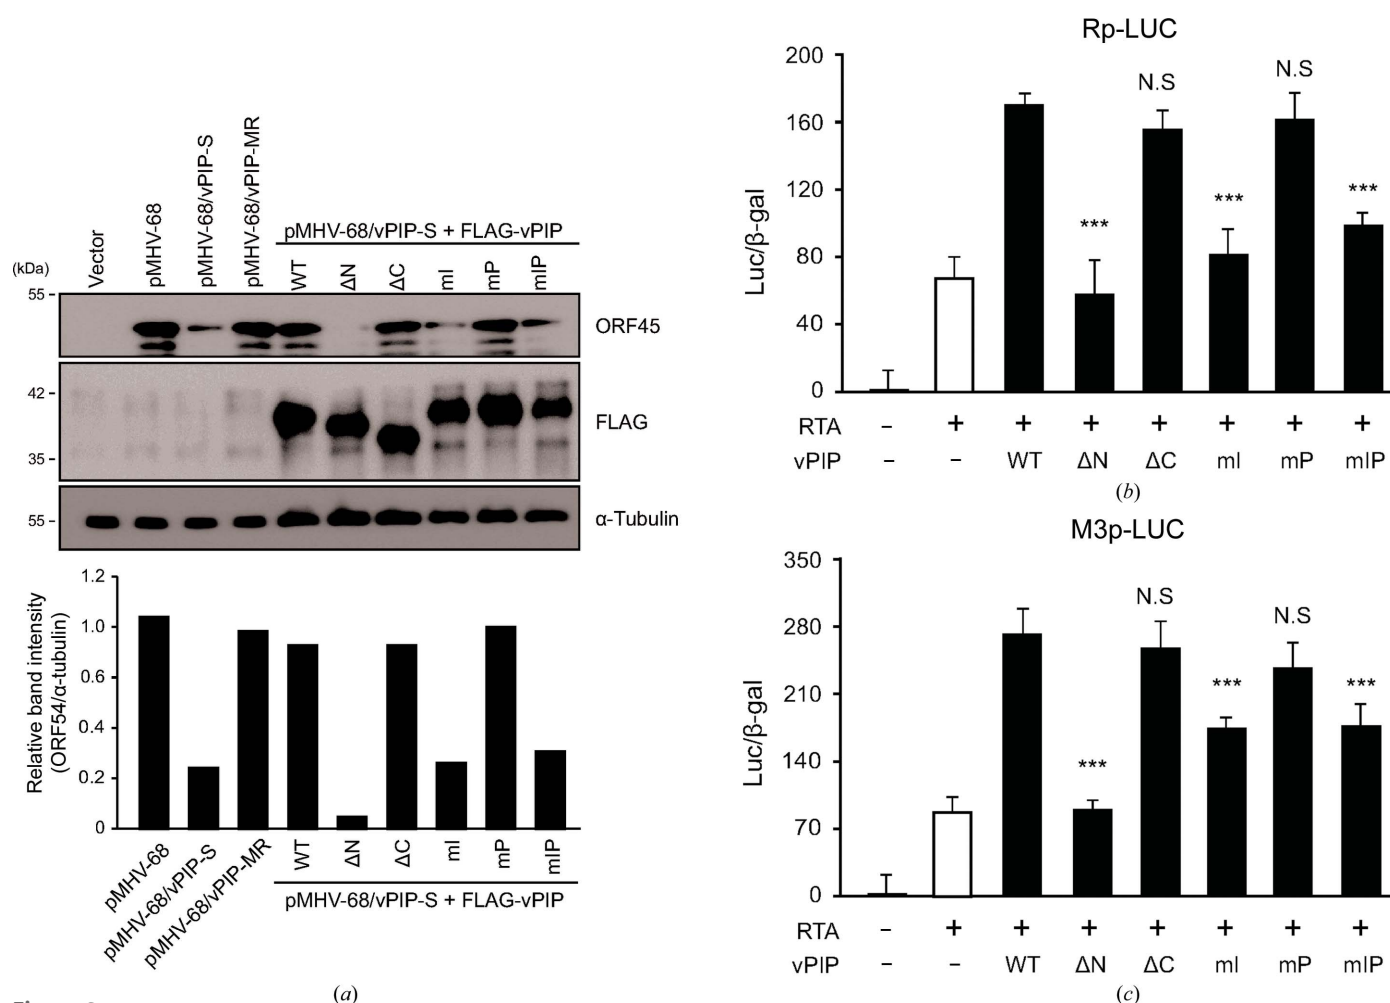 Vector
pMHV-68
pMHV-68/vPIP-S
pMHV-68/vPIP-MR
pMHV-68/vPIP-S + FLAG-vPIP
WT ΔN ΔC mI mP mIP
(kDa)
55
ORF45
42
FLAG
35
55
α-Tubulin
Relative band intensity
(ORF54/α-tubulin)
1.2
1.0
0.6
0.4
0.2
0
pMHV-68
pMHV-68/vPIP-S
pMHV-68/vPIP-MR
WT ΔN ΔC mI mP mIP
pMHV-68/vPIP-S + FLAG-vPIP
(a)
Rp-LUC
Luc/β-gal
200
160
120
80
40
0
N.S N.S
*** *** ***
RTA – + + + + + + +
vPIP – – WT ΔN ΔC mI mP mIP
(b)
M3p-LUC
Luc/β-gal
350
280
210
140
70
0
N.S N.S
*** *** ***
RTA – + + + + + + +
vPIP – – WT ΔN ΔC mI mP mIP
(c)